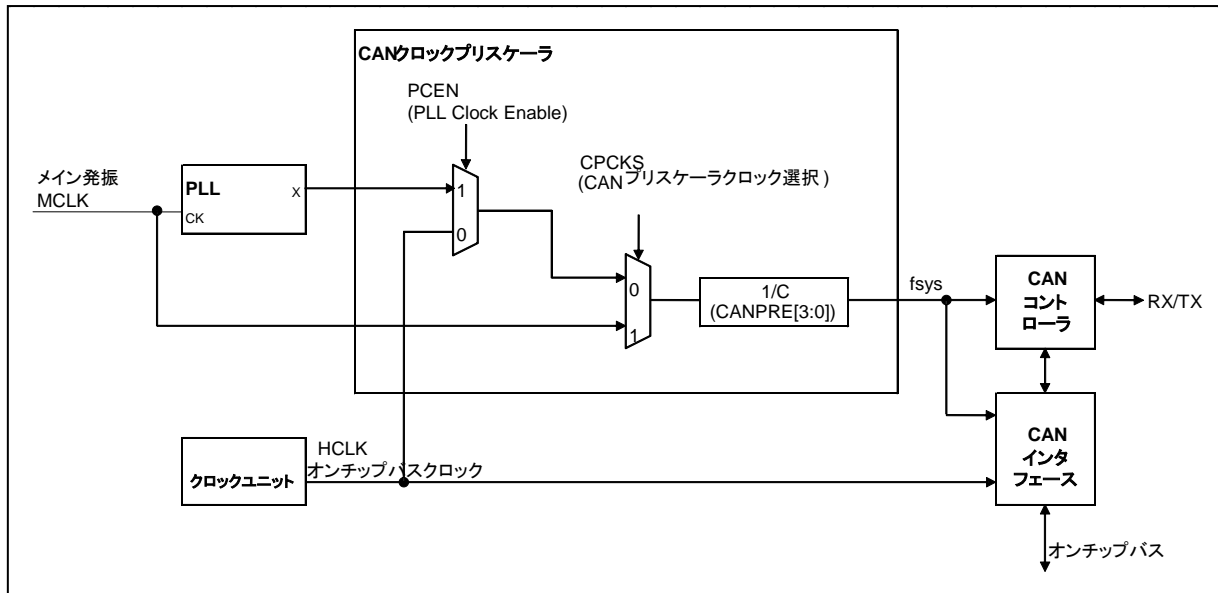 CANクロックプリスケーラ
PCEN
(PLL Clock Enable)
CPCKS
(CANプリスケーラクロック選択)
メイン発振
MCLK
PLL
X
CK
1
0
0
1
1/C
(CANPRE[3:0])
fsys
CAN
コント
ローラ
RX/TX
HCLK
オンチップバスクロック
クロックユニット
CAN
インタ
フェース
オンチップバス